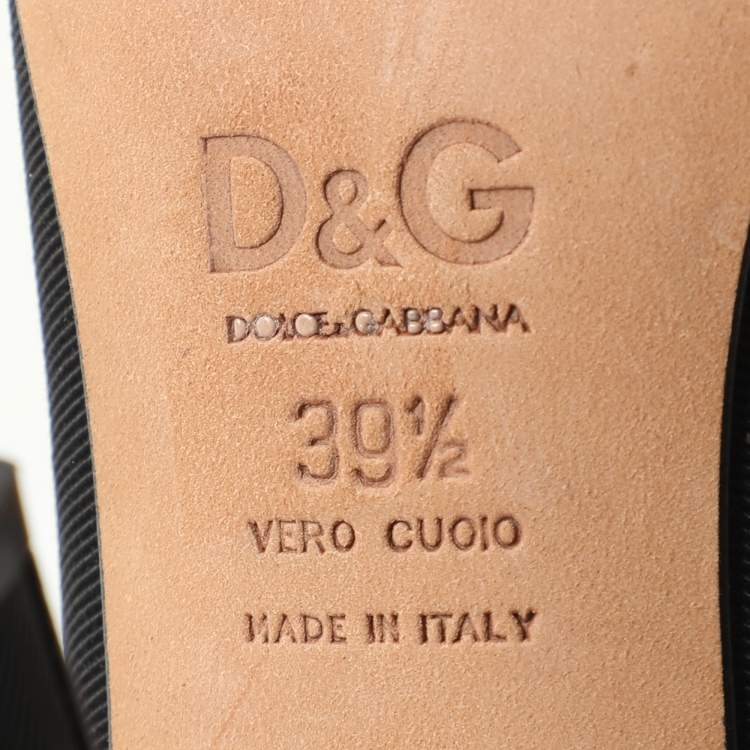 D&G
DOLCE&GABBANA
39½
VERO CUOIO
MADE IN ITALY